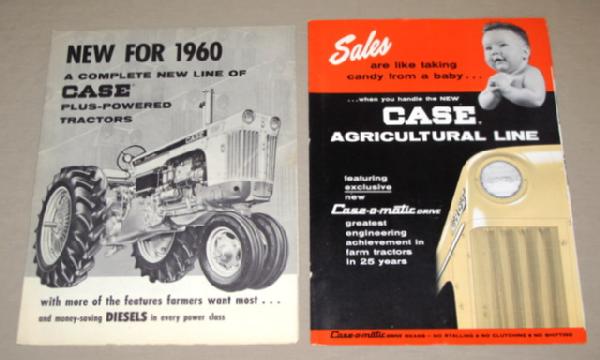 NEW FOR 1960
A COMPLETE NEW LINE OF
CASE
PLUS-POWERED
TRACTORS
CASE
with more of the features farmers want most...
and money-saving DIESELS in every power class
Sales
are like taking
candy from a baby...
...when you handle the NEW
CASE
AGRICULTURAL LINE
featuring
exclusive
new
Case-o-matic DRIVE
greatest
engineering
achievement in
farm tractors
in 25 years
Case-o-matic DRIVE MEANS - NO STALLING & NO CLUTCHING & NO SHIFTING